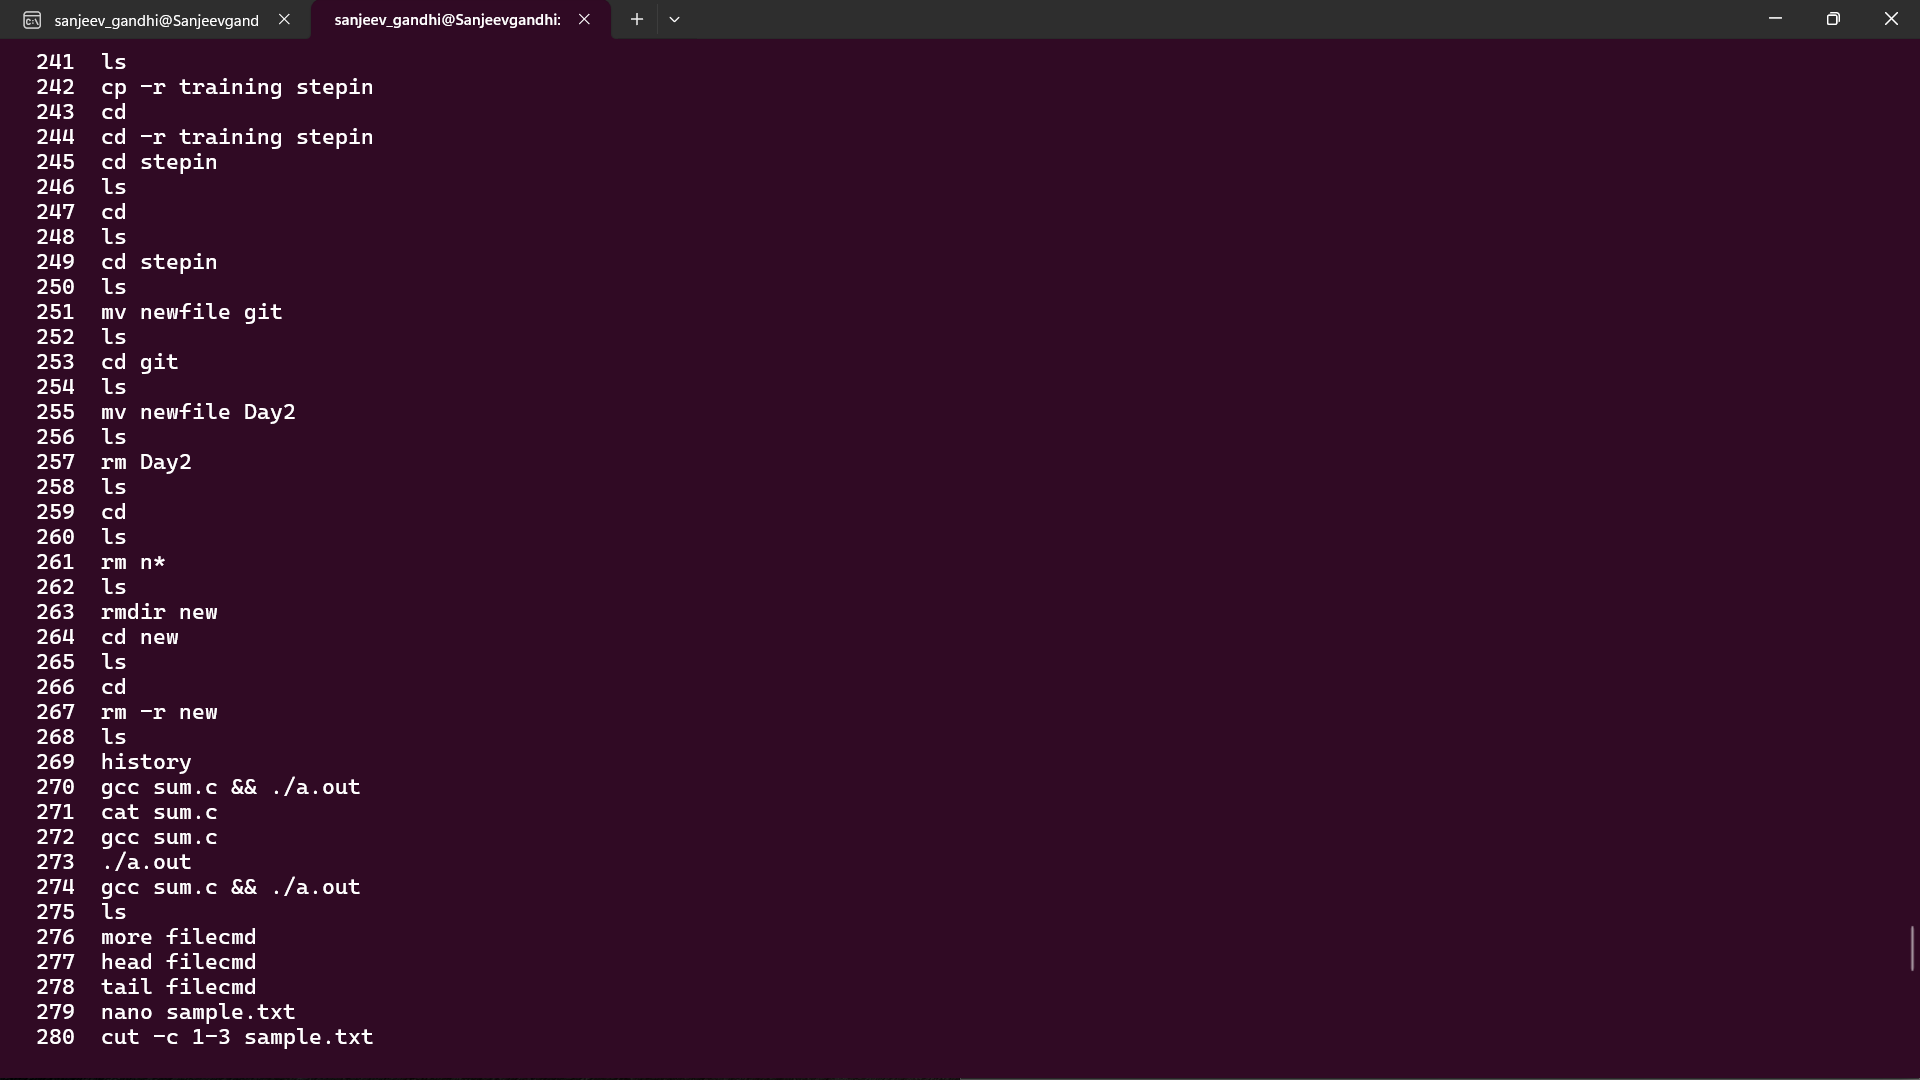 sanjeev_gandhi@Sanjeevgand
sanjeev_gandhi@Sanjeevgandhi:
241 ls
242 cp -r training stepin
243 cd
244 cd -r training stepin
245 cd stepin
246 ls
247 cd
248 ls
249 cd stepin
250 ls
251 mv newfile git
252 ls
253 cd git
254 ls
255 mv newfile Day2
256 ls
257 rm Day2
258 ls
259 cd
260 ls
261 rm n*
262 ls
263 rmdir new
264 cd new
265 ls
266 cd
267 rm -r new
268 ls
269 history
270 gcc sum.c && ./a.out
271 cat sum.c
272 gcc sum.c
273 ./a.out
274 gcc sum.c && ./a.out
275 ls
276 more filecmd
277 head filecmd
278 tail filecmd
279 nano sample.txt
280 cut -c 1-3 sample.txt